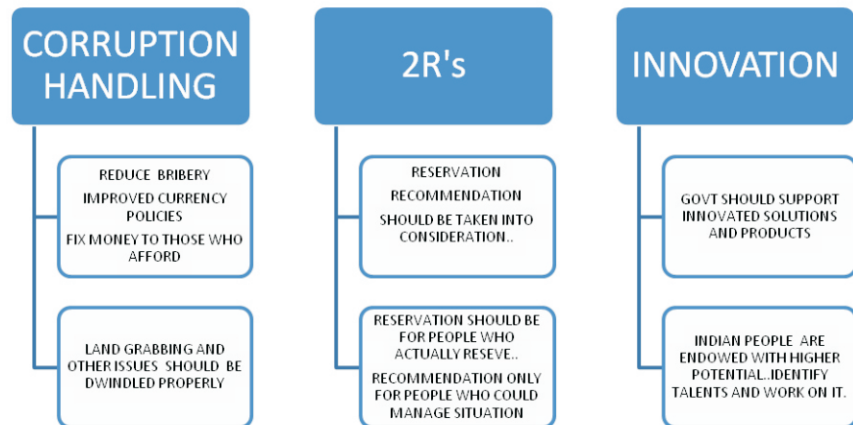 CORRUPTION
HANDLING
REDUCE BRIBERY
IMPROVED CURRENCY
POLICIES
FIX MONEY TO THOSE WHO
AFFORD
LAND GRABBING AND
OTHER ISSUES SHOULD BE
DWINDLED PROPERLY
2R's
RESERVATION
RECOMMENDATION
SHOULD BE TAKEN INTO
CONSIDERATION..
RESERVATION SHOULD BE
FOR PEOPLE WHO
ACTUALLY RESEVE..
RECOMMENDATION ONLY
FOR PEOPLE WHO COULD
MANAGE SITUATION
INNOVATION
GOVT SHOULD SUPPORT
INNOVATED SOLUTIONS
AND PRODUCTS
INDIAN PEOPLE ARE
ENDOWED WITH HIGHER
POTENTIAL..IDENTIFY
TALENTS AND WORK ON IT.